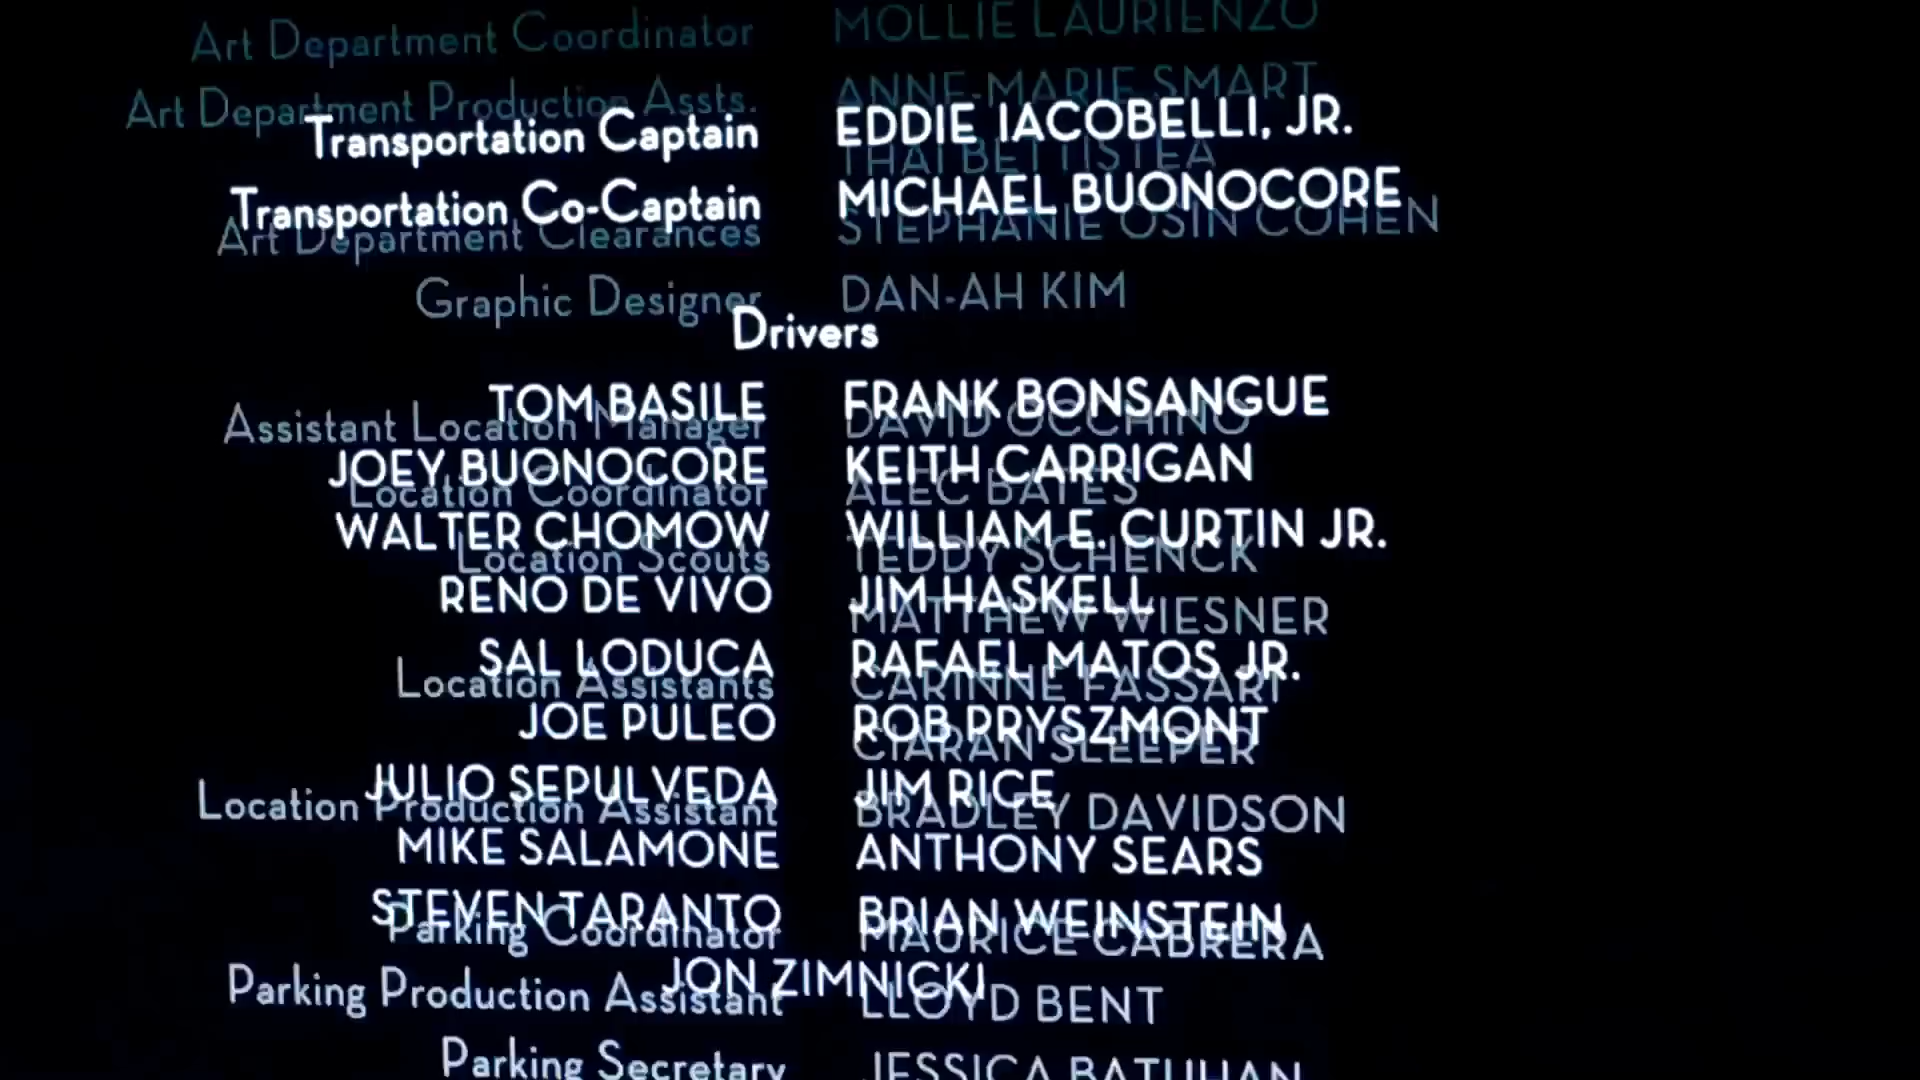 Art Department Coordinator MOLLIE LAURIENZO
Art Department Production Assts. ANNE-MARIE SMART
Transportation Captain EDDIE IACOBELLI, JR.
THAI BETTISTEA
Transportation Co-Captain MICHAEL BUONOCORE
Art Department Clearances STEPHANIE OSIN COHEN
Graphic Designer DAN-AH KIM
Drivers
TOM BASILE FRANK BONSANGUE
Assistant Location Manager DAVID OCCHINO
JOEY BUONOCORE KEITH CARRIGAN
Location Coordinator ALEC BATES
WALTER CHOMOW WILLIAM E. CURTIN JR.
Location Scouts TEDDY SCHENCK
RENO DE VIVO JIM HASKELL
MATTHEW WIESNER
SAL LODUCA RAFAEL MATOS JR.
Location Assistants CARINNE FASSARI
JOE PULEO ROB PRYSZMONT
CIARAN SLEEPER
JULIO SEPULVEDA JIM RICE
Location Production Assistant BRADLEY DAVIDSON
MIKE SALAMONE ANTHONY SEARS
STEVEN TARANTO BRIAN WEINSTEIN
Parking Coordinator MAURICE CABRERA
JON ZIMNICKI
Parking Production Assistant LLOYD BENT
Parking Secretary JESSICA BATUHAN